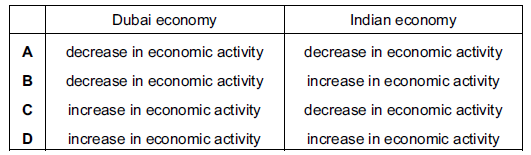 Dubai economy Indian economy
A decrease in economic activity decrease in economic activity
B decrease in economic activity increase in economic activity
C increase in economic activity decrease in economic activity
D increase in economic activity increase in economic activity